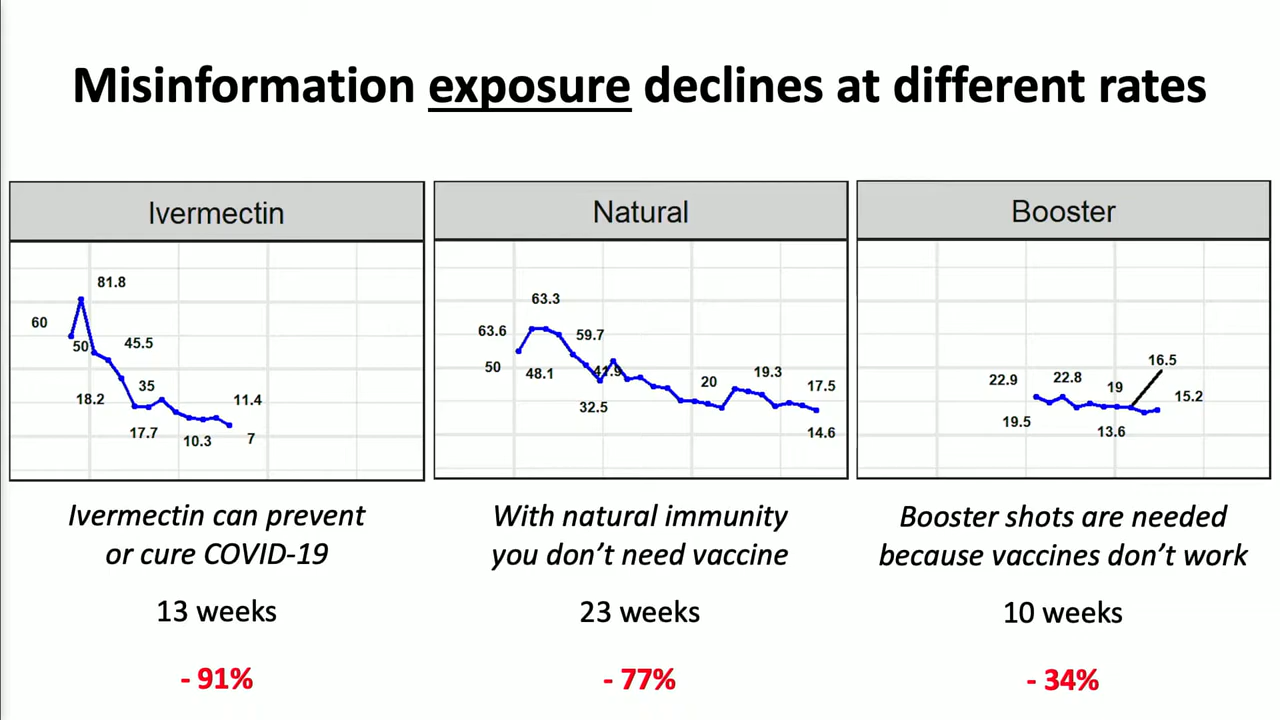 Misinformation exposure declines at different rates
Ivermectin
81.8
60
50
45.5
18.2
35
17.7
10.3
11.4
7
Ivermectin can prevent
or cure COVID-19
13 weeks
- 91%
Natural
63.3
63.6
59.7
50
48.1
41.9
32.5
20
19.3
17.5
14.6
With natural immunity
you don't need vaccine
23 weeks
- 77%
Booster
16.5
22.9
22.8
19
15.2
19.5
13.6
Booster shots are needed
because vaccines don't work
10 weeks
- 34%